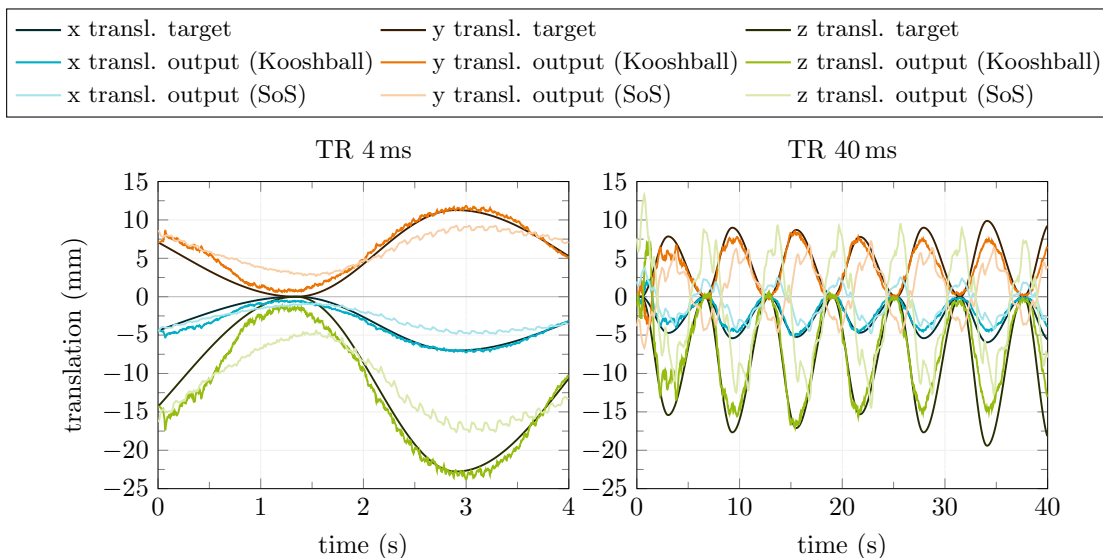 x transl. target y transl. target z transl. target
x transl. output (Kooshball) y transl. output (Kooshball) z transl. output (Kooshball)
x transl. output (SoS) y transl. output (SoS) z transl. output (SoS)
TR 4 ms
TR 40 ms
translation (mm)
15
10
5
0
−5
−10
−15
−20
−25
0 1 2 3 4
time (s)
15
10
5
0
−5
−10
−15
−20
−25
0 10 20 30 40
time (s)